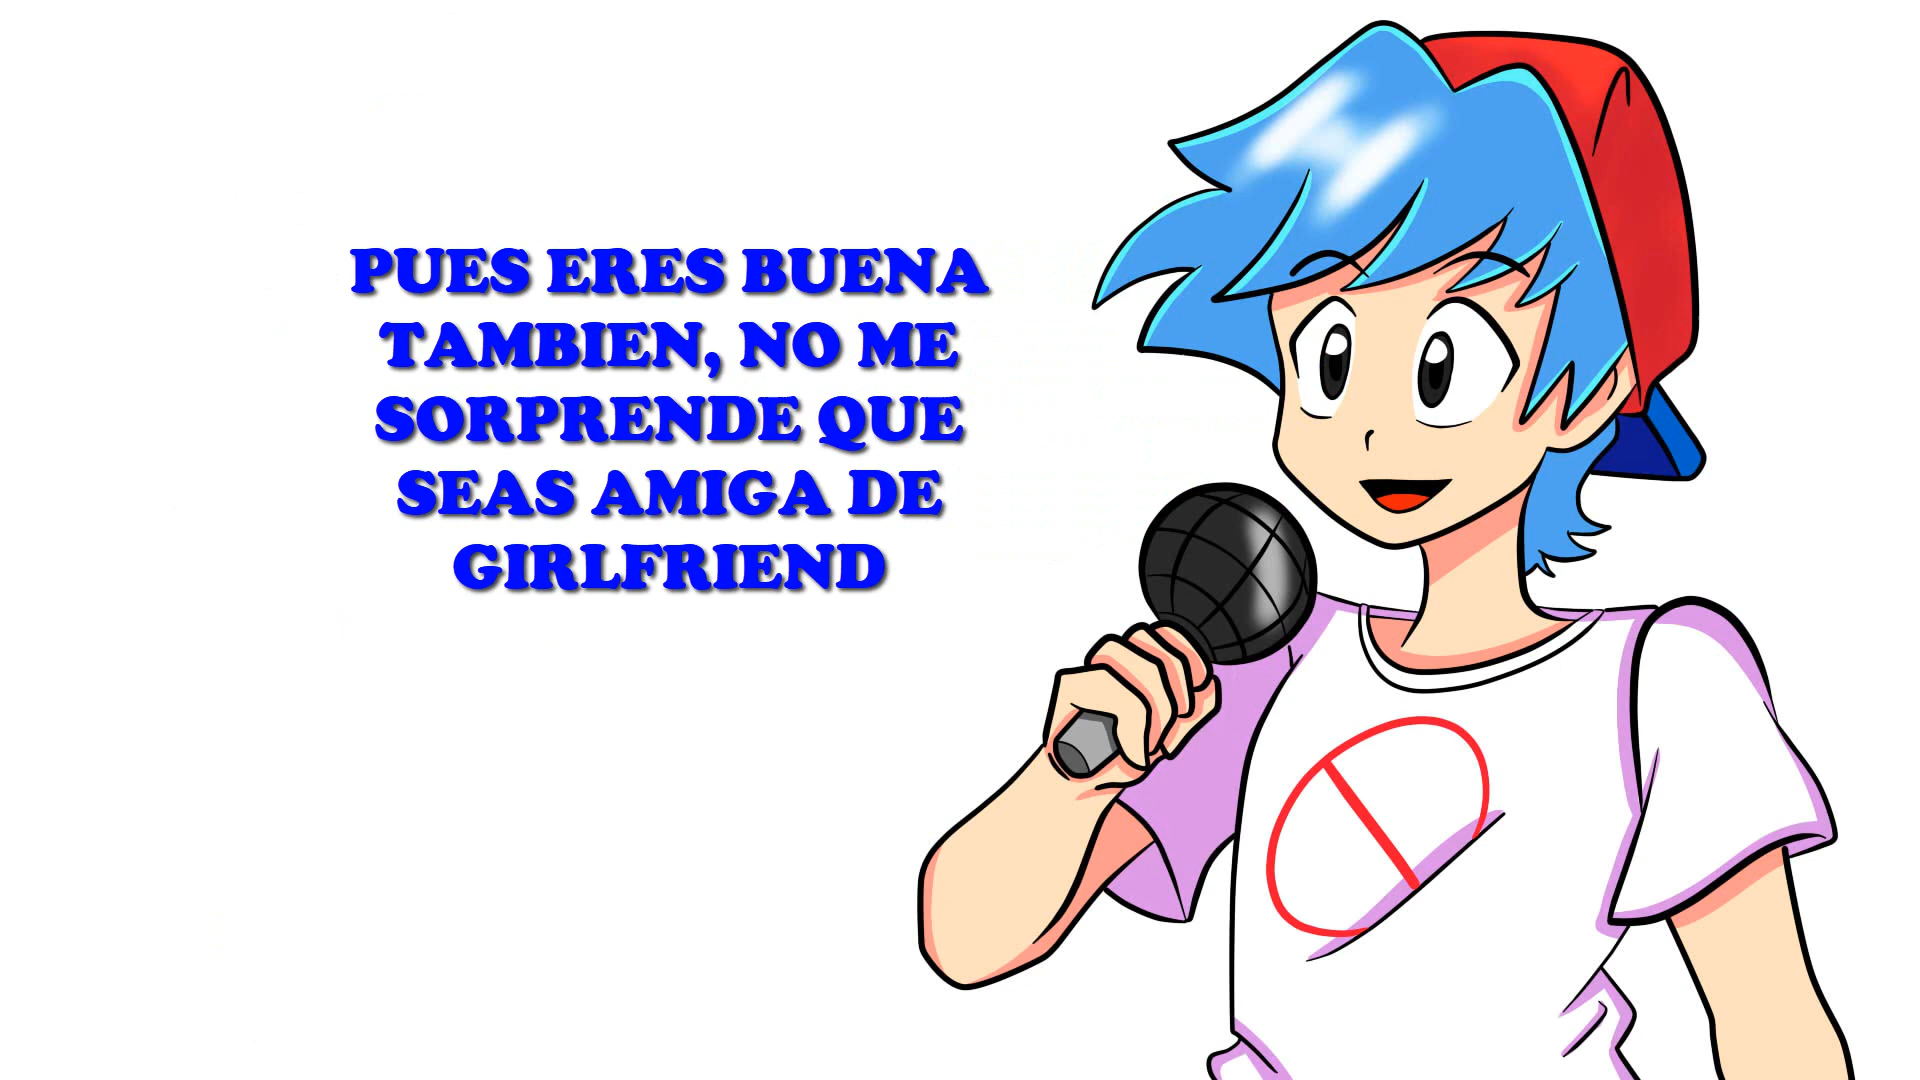 PUES ERES BUENA
TAMBIEN, NO ME
SORPRENDE QUE
SEAS AMIGA DE
GIRLFRIEND